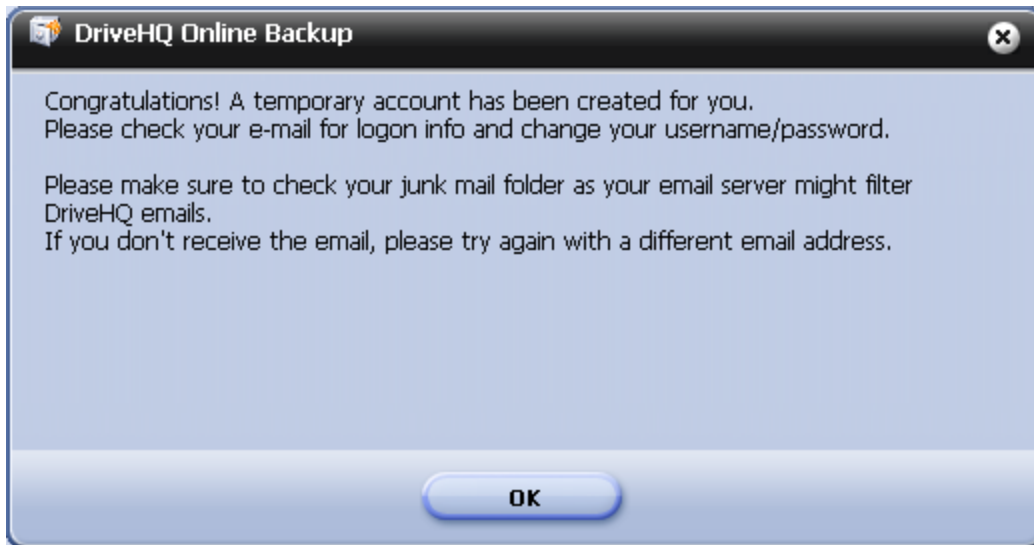 DriveHQ Online Backup
Congratulations! A temporary account has been created for you.
Please check your e-mail for logon info and change your username/password.
Please make sure to check your junk mail folder as your email server might filter
DriveHQ emails.
If you don't receive the email, please try again with a different email address.
OK